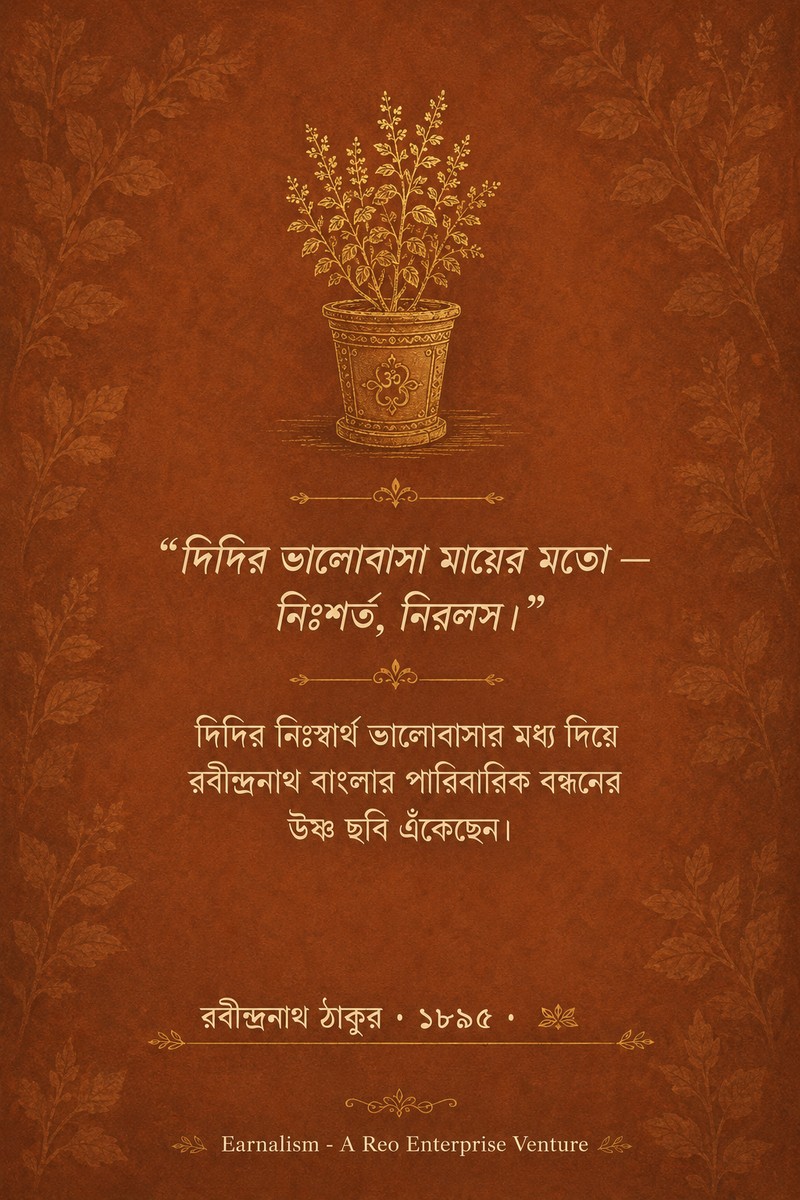 ॐ
“দিদির ভালোবাসা মায়ের মতো —
নিঃশর্ত, নিরলস।”
দিদির নিঃস্বার্থ ভালোবাসার মধ্য দিয়ে
রবীন্দ্রনাথ বাংলার পারিবারিক বন্ধনের
উষ্ণ ছবি এঁকেছেন।
রবীন্দ্রনাথ ঠাকুর · ১৮৯৫ ·
Earnalism - A Reo Enterprise Venture